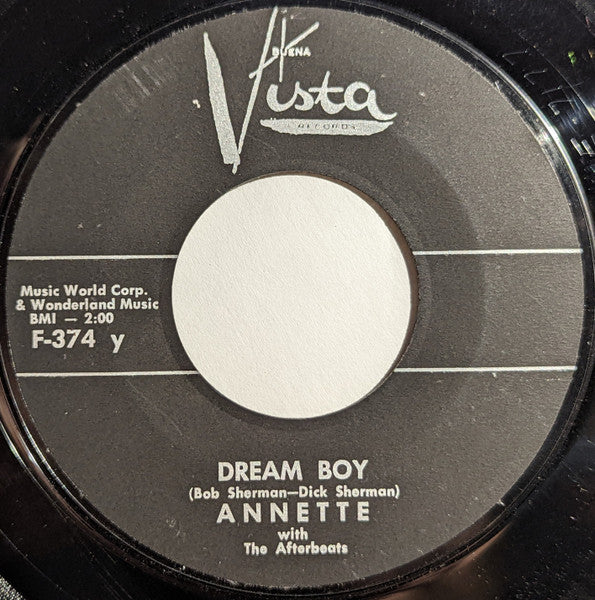 BUENA
Vista
RECORDS
Music World Corp.
& Wonderland Music
BMI — 2:00
F-374 y
DREAM BOY
(Bob Sherman—Dick Sherman)
ANNETTE
with
The Afterbeats